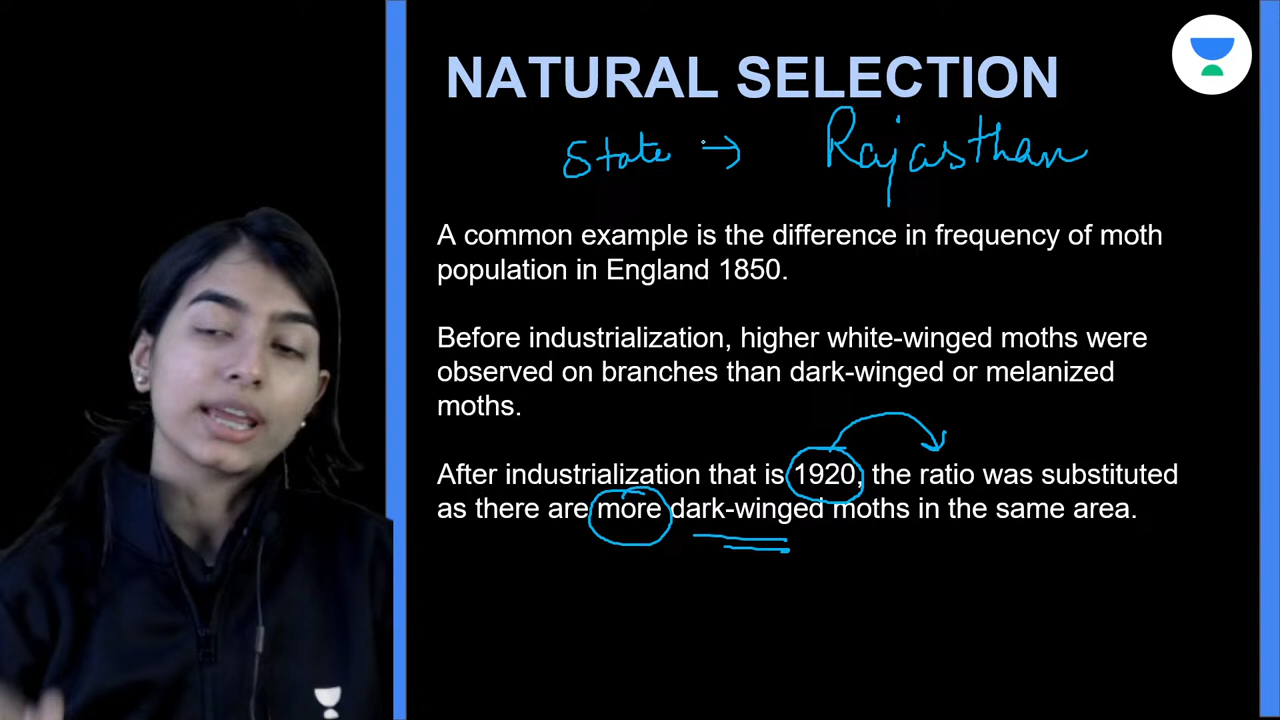 NATURAL SELECTION
State → Rajasthan
A common example is the difference in frequency of moth
population in England 1850.
Before industrialization, higher white-winged moths were
observed on branches than dark-winged or melanized
moths.
After industrialization that is 1920, the ratio was substituted
as there are more dark-winged moths in the same area.